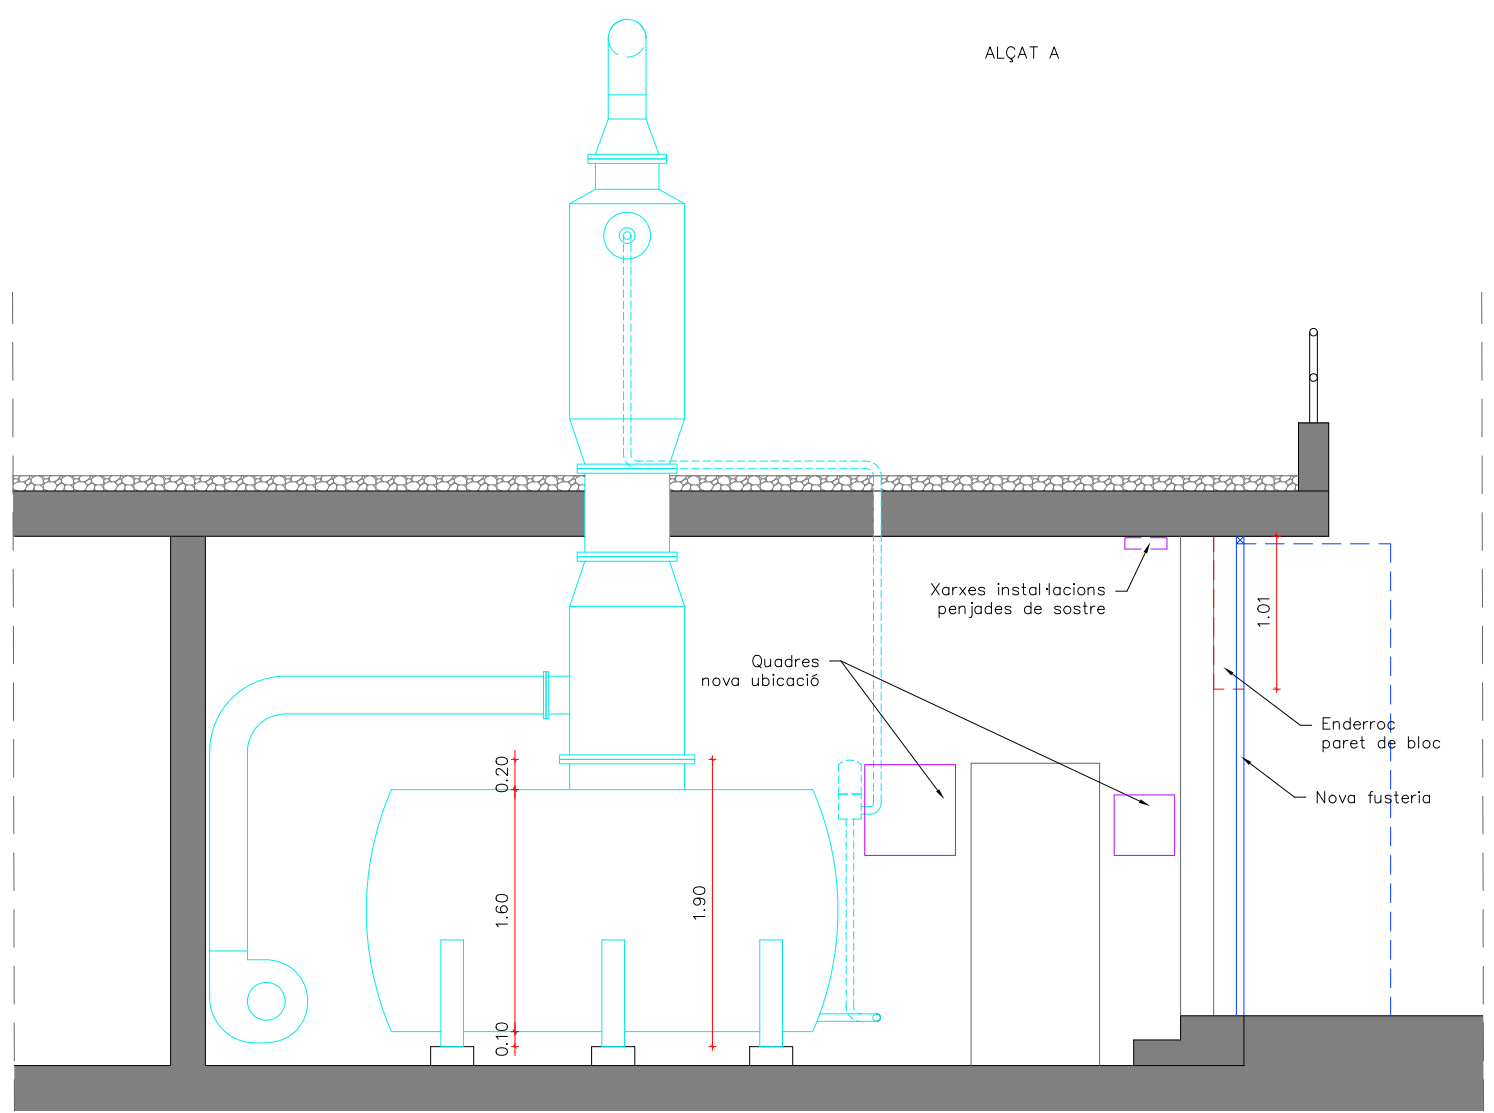 ALÇAT A
Xarxes instal·lacions
penjades de sostre
1.01
Quadres
nova ubicació
Enderroc
paret de bloc
Nova fusteria
0.20
1.60
1.90
0.10